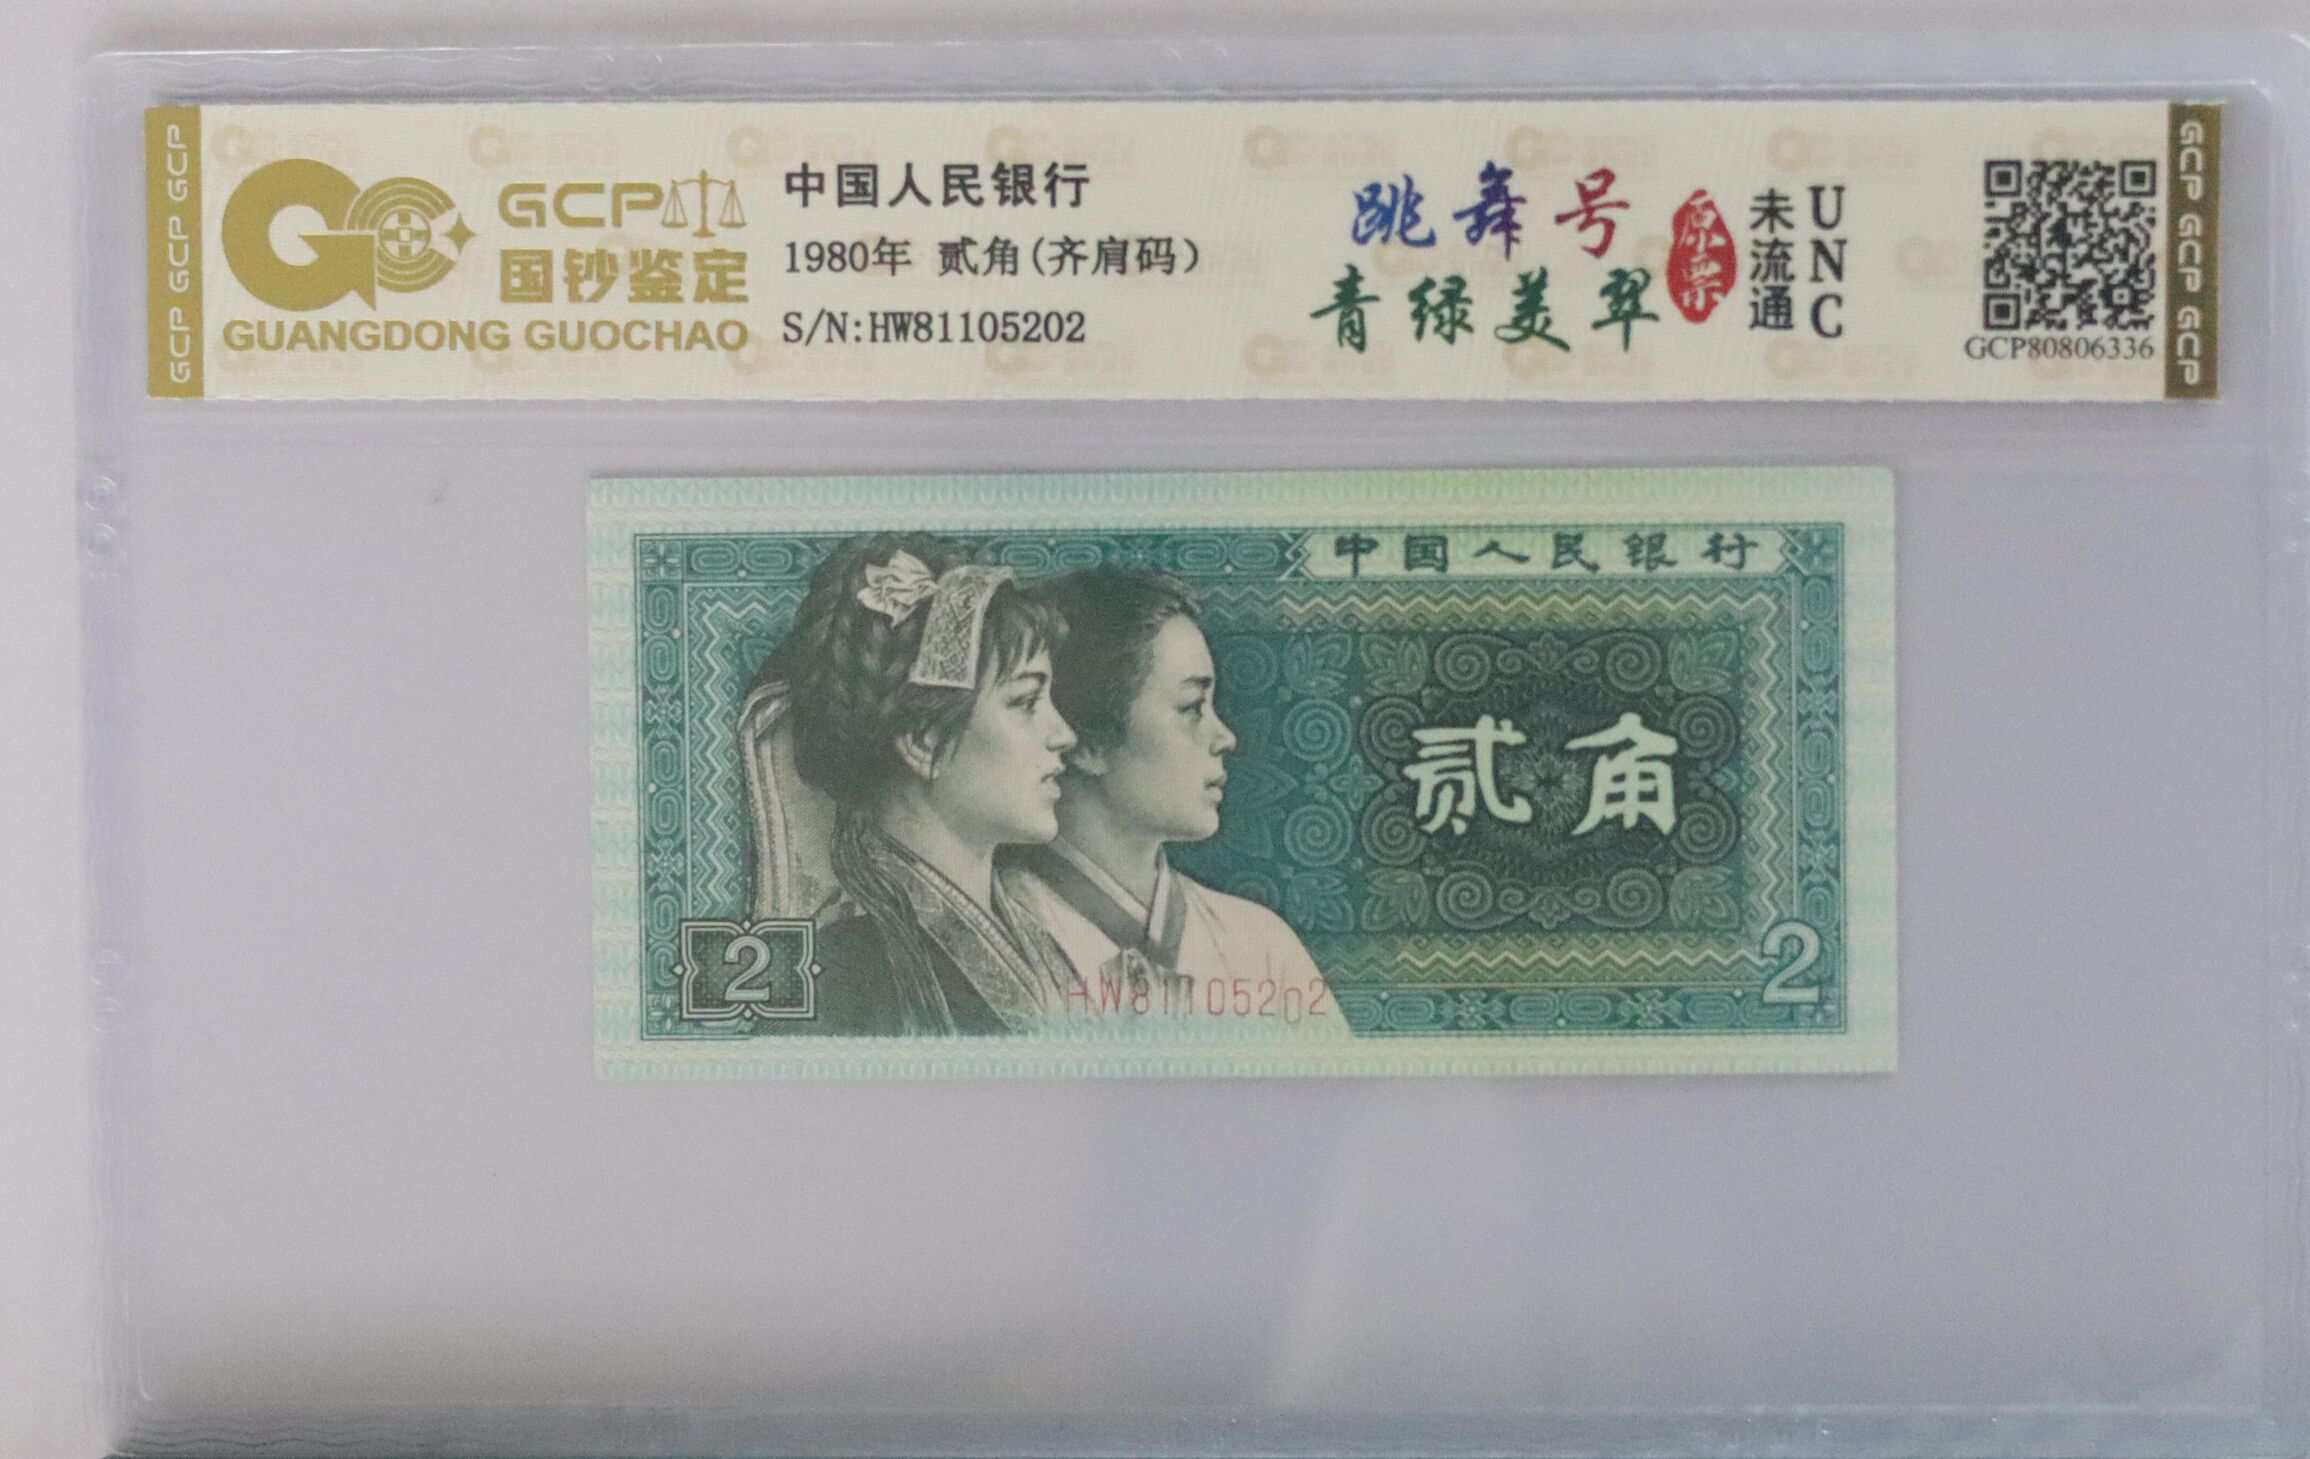 GCP GCP GCP GCP
GCP
国钞鉴定
GUANGDONG GUOCHAO
中国人民银行
1980年 贰角(齐肩码)
S/N:HW81105202
跳舞号
青绿美翠
原票
未流通
UNC
GCP80806336
GCP GCP GCP GCP
中国人民银行
贰角
2
HW81105202
2